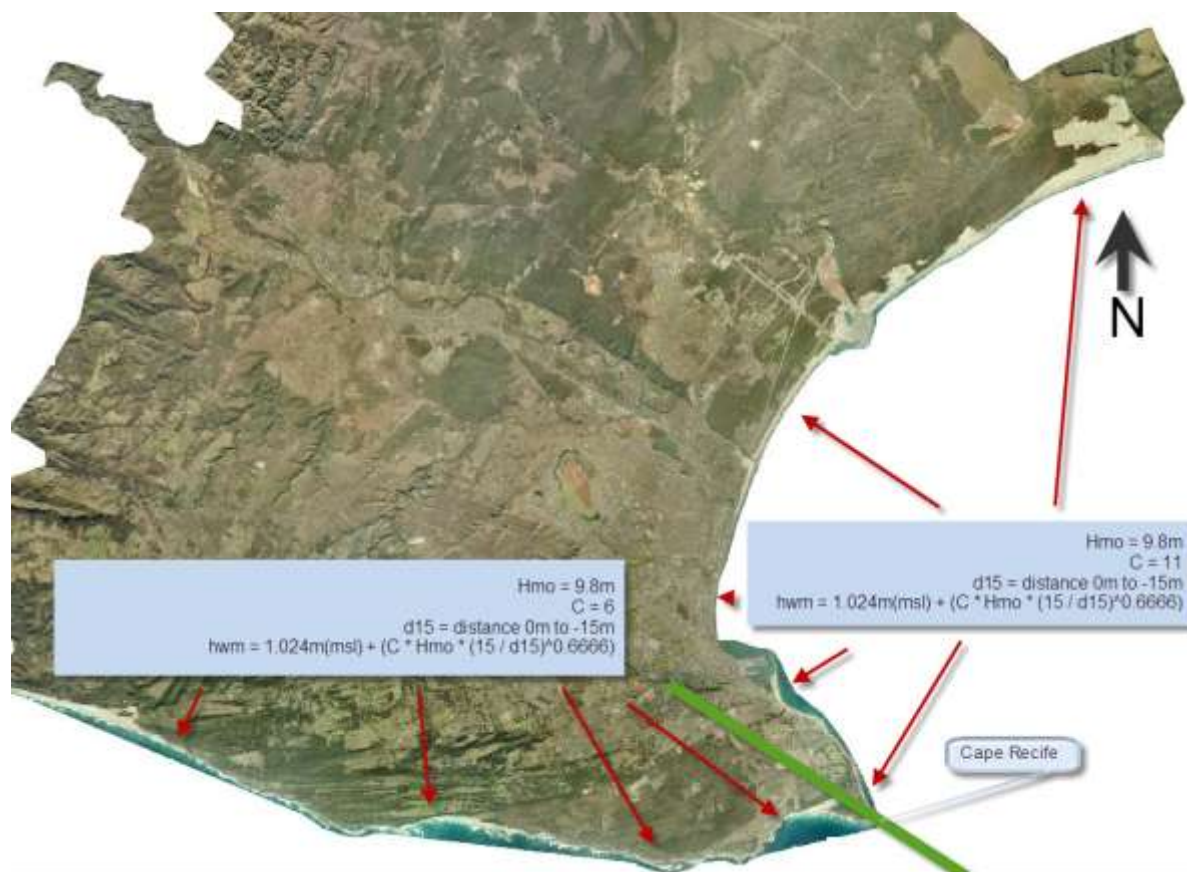 N
Hmo = 9.8m
C = 11
d15 = distance 0m to -15m
hwm = 1.024m(msl) + (C * Hmo * (15 / d15)^0.6666)
Hmo = 9.8m
C = 6
d15 = distance 0m to -15m
hwm = 1.024m(msl) + (C * Hmo * (15 / d15)^0.6666)
Cape Recife